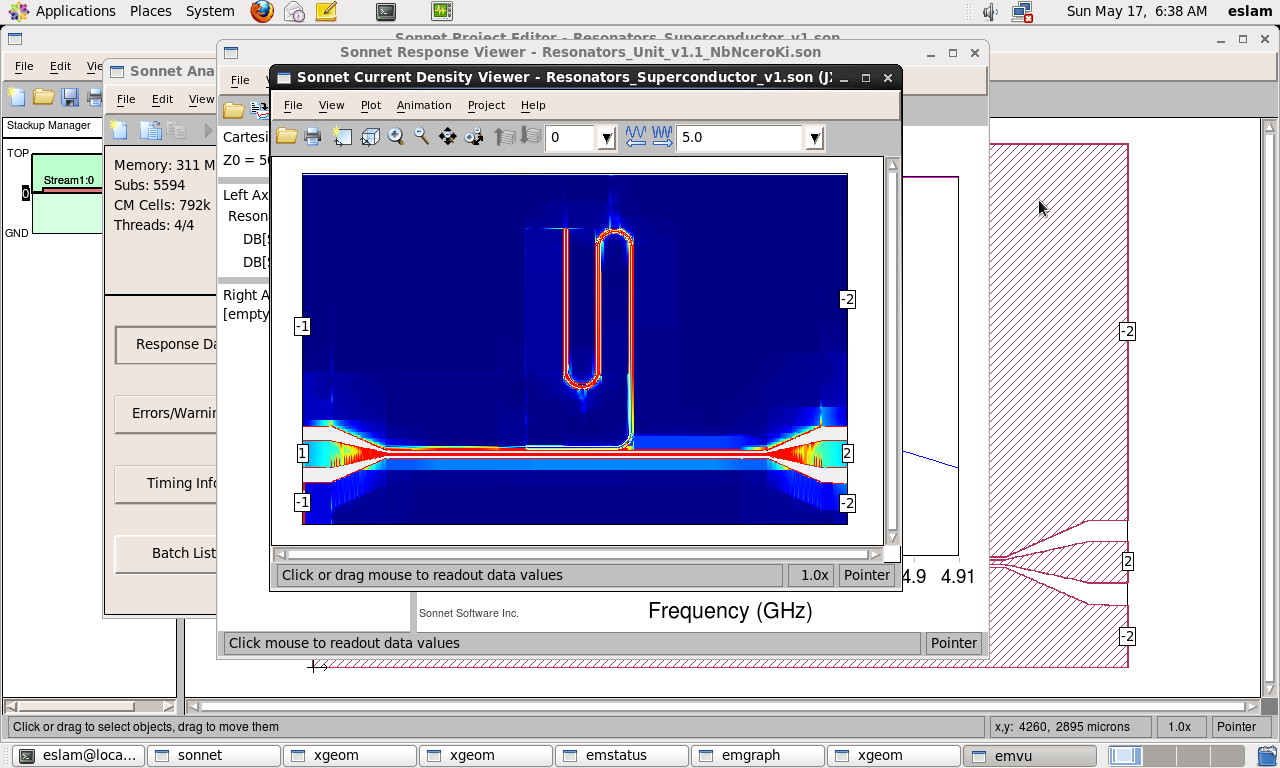 Applications Places System Sun May 17, 6:38 AM eslam
Sonnet Project Editor - Resonators_Superconductor_v1.son
File Edit
Stackup Manager
TOP
Stream1:0
0
GND
Sonnet Ana
File Edit View
Memory: 311 M
Subs: 5594
CM Cells: 792k
Threads: 4/4
Response Da
Errors/Warnin
Timing Info
Batch List
Sonnet Response Viewer - Resonators_Unit_v1.1_NbNceroKi.son
File
Cartesi
Z0 = 50
Left Ax
Reson
DB[S
DB[S
Right A
[empty
4.9 4.91
Sonnet Software Inc.
Frequency (GHz)
Click mouse to readout data values Pointer
Sonnet Current Density Viewer - Resonators_Superconductor_v1.son (J
File View Plot Animation Project Help
0 5.0
-1
-2
1
2
-1
-2
Click or drag mouse to readout data values 1.0x Pointer
-2
2
-2
Click or drag to select objects, drag to move them x,y: 4260, 2895 microns 1.0x Pointer
eslam@loca... sonnet xgeom xgeom emstatus emgraph xgeom emvu